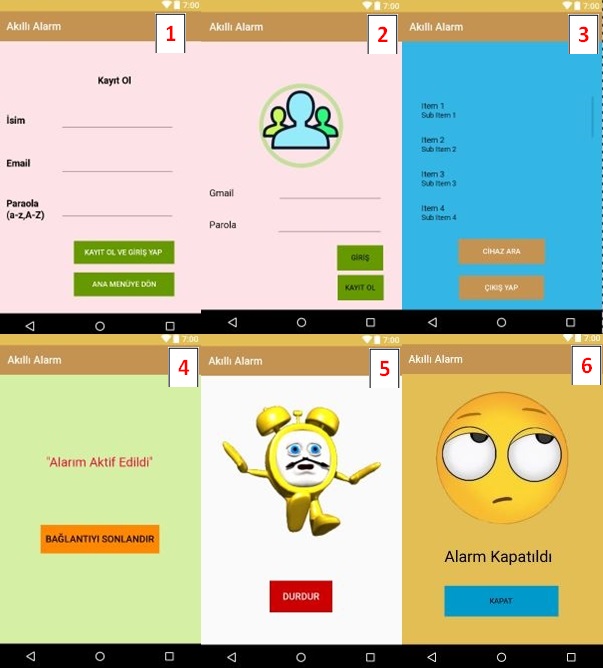 7:00
Akıllı Alarm
1
Kayıt Ol
İsim
Email
Paraola
(a-z,A-Z)
KAYIT OL VE GİRİŞ YAP
ANA MENÜYE DÖN
7:00
Akıllı Alarm
2
Gmail
Parola
GİRİŞ
KAYIT OL
7:00
Akıllı Alarm
3
Item 1
Sub Item 1
Item 2
Sub Item 2
Item 3
Sub Item 3
Item 4
Sub Item 4
CİHAZ ARA
ÇIKIŞ YAP
7:00
Akıllı Alarm
4
"Alarım Aktif Edildi"
BAĞLANTIYI SONLANDIR
7:00
Akıllı Alarm
5
DURDUR
7:00
Akıllı Alarm
6
Alarm Kapatıldı
KAPAT